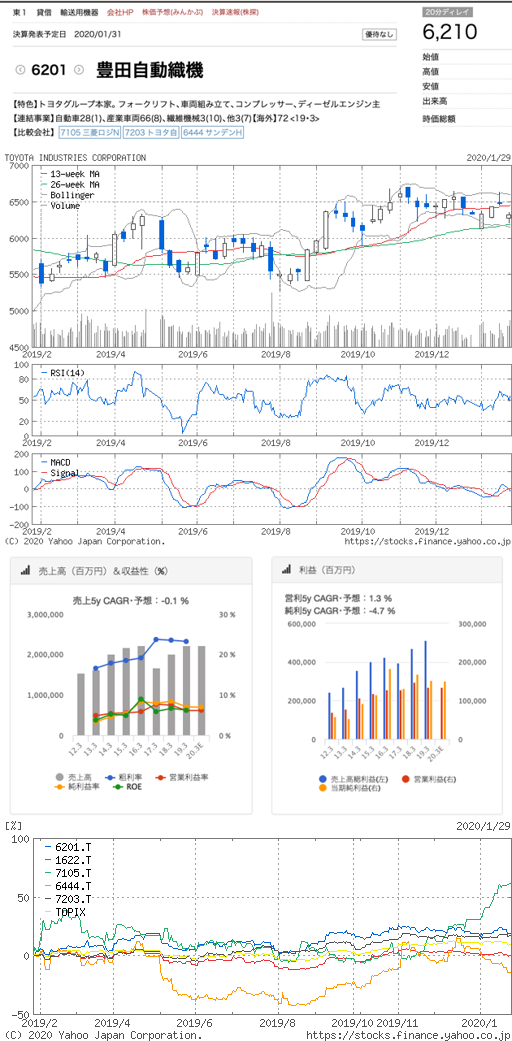 東1 貸借 輸送用機器 会社HP 株価予想(みんかぶ) 決算速報(株探)
20分ディレイ
6,210
決算発表予定日 2020/01/31
優待なし
6201 豊田自動織機
始値
高値
安値
出来高
時価総額
【特色】トヨタグループ本家。フォークリフト、車両組み立て、コンプレッサー、ディーゼルエンジン主
【連結事業】自動車28(1)、産業車両66(8)、繊維機械3(10)、他3(7)【海外】72 <19・3>
【比較会社】 7105 三菱ロジN 7203 トヨタ自 6444 サンデンH
TOYOTA INDUSTRIES CORPORATION
2020/1/29
13-week MA
26-week MA
Bollinger
Volume
7000
6500
6000
5500
5000
4500
2019/2 2019/4 2019/6 2019/8 2019/10 2019/12
RSI(14)
100
80
60
40
20
0
2019/2 2019/4 2019/6 2019/8 2019/10 2019/12
MACD
Signal
200
100
0
−100
−200
2019/2 2019/4 2019/6 2019/8 2019/10 2019/12
(C) 2020 Yahoo Japan Corporation.
https://stocks.finance.yahoo.co.jp/
売上高（百万円）＆収益性（%）
売上5y CAGR・予想：-0.1 %
3,000,000
2,000,000
1,000,000
0
30 %
20 %
10 %
0 %
12.3 13.3 14.3 15.3 16.3 17.3 18.3 19.3 20.3E
売上高 粗利率 営業利益率
純利益率 ROE
利益（百万円）
営利5y CAGR・予想：1.3 %
純利5y CAGR・予想：-4.7 %
600,000
400,000
200,000
0
300,000
200,000
100,000
0
12.3 13.3 14.3 15.3 16.3 17.3 18.3 19.3 20.3E
売上高総利益(左) 営業利益(右)
当期純利益(右)
[%]
2020/1/29
6201.T
1622.T
7105.T
6444.T
7203.T
TOPIX
100
50
0
−50
2019/2 2019/4 2019/6 2019/8 2019/10 2019/11 2020/1
(C) 2020 Yahoo Japan Corporation.
https://stocks.finance.yahoo.co.jp/